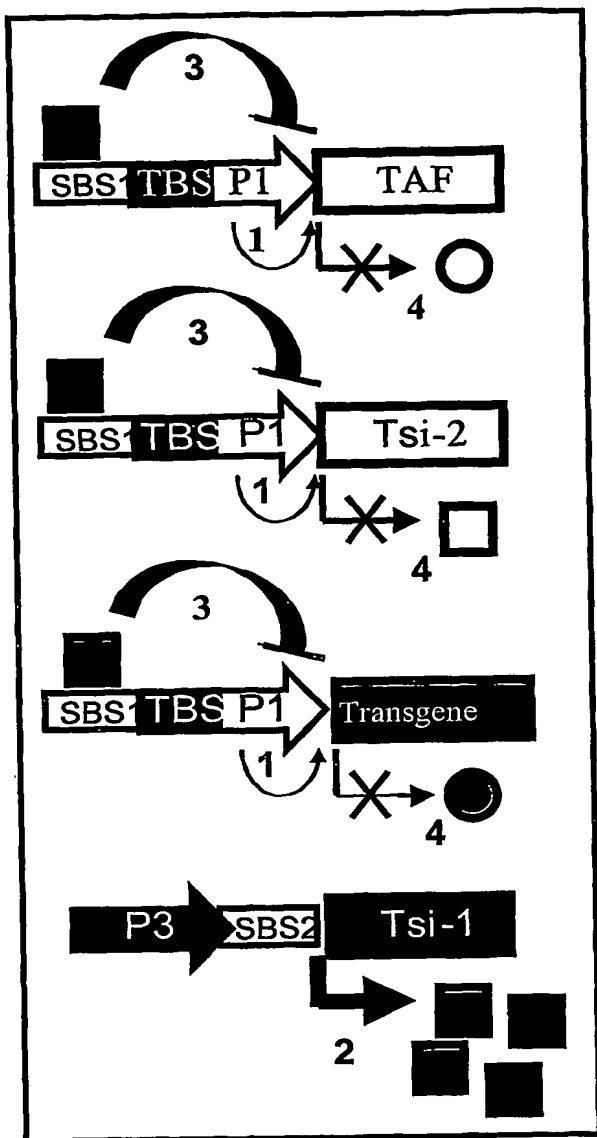 3
SBS1 TBS P1 TAF
1
4
3
SBS1 TBS P1 Tsi-2
1
4
3
SBS1 TBS P1 Transgene
1
4
P3 SBS2 Tsi-1
2